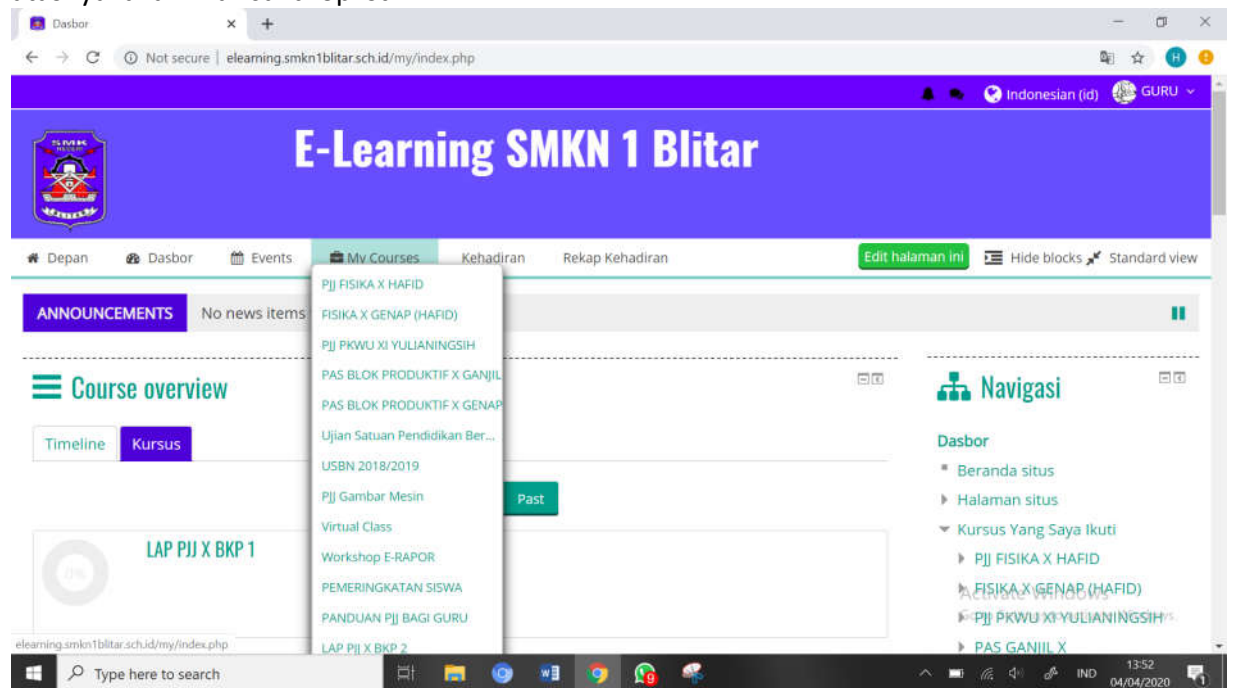 Dasbor
Not secure | elearning.smkn1blitar.sch.id/my/index.php
H
Indonesian (id) GURU
SMK
E-Learning SMKN 1 Blitar
Depan Dasbor Events My Courses Kehadiran Rekap Kehadiran Edit halaman ini Hide blocks Standard view
ANNOUNCEMENTS No news items
PJJ FISIKA X HAFID
FISIKA X GENAP (HAFID)
PJJ PKWU XI YULIANINGSIH
PAS BLOK PRODUKTIF X GANJIL
PAS BLOK PRODUKTIF X GENAP
Ujian Satuan Pendidikan Ber...
USBN 2018/2019
PJJ Gambar Mesin
Virtual Class
Workshop E-RAPOR
PEMERINGKATAN SISWA
PANDUAN PJJ BAGI GURU
LAP PJJ X BKP 2
Course overview
Timeline Kursus
Past
LAP PJJ X BKP 1
0%
Navigasi
Dasbor
Beranda situs
Halaman situs
Kursus Yang Saya Ikuti
PJJ FISIKA X HAFID
FISIKA X GENAP (HAFID)
Activate Windows
PJJ PKWU XI YULIANINGSIH
PAS GANJIL X
elearning.smkn1blitar.sch.id/my/index.php
Type here to search
9
IND
13:52
04/04/2020
1